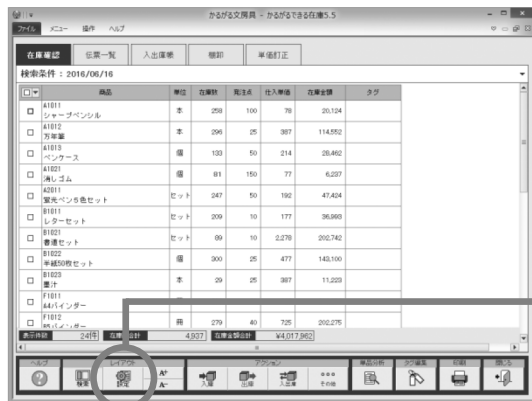 かるがる文房具 - かるがるできる在庫5.5
ファイル メニュー 操作 ヘルプ
在庫確認 伝票一覧 入出庫帳 棚卸 単価訂正
検索条件：2016/06/16
商品 単位 在庫数 発注点 仕入単価 在庫金額 タグ
A1011
シャープペンシル 本 258 100 78 20,124
A1012
万年筆 本 296 25 387 114,552
A1013
ペンケース 個 133 50 214 28,462
A1021
消しゴム 個 81 150 77 6,237
A2011
蛍光ペン5色セット セット 247 50 192 47,424
B1011
レターセット セット 209 10 177 36,993
B1021
書道セット セット 89 10 2,278 202,742
B1022
半紙50枚セット 個 300 25 477 143,100
B1023
墨汁 本 29 25 387 11,223
F1011
A4バインダー
F1012
B5バインダー 冊 279 40 725 202,275
表示件数 24件 在庫 合計 4,937 在庫金額合計 ¥4,017,962
ヘルプ レイアウト アクション 単品分析 タグ編集 印刷 閉じる
検索 設定 A+ A- 入庫 出庫 入出庫 その他